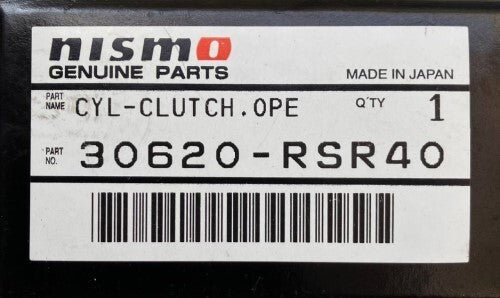 nismo
GENUINE PARTS
MADE IN JAPAN
PART NAME CYL-CLUTCH.OPE Q'TY 1
PART NO. 30620-RSR40